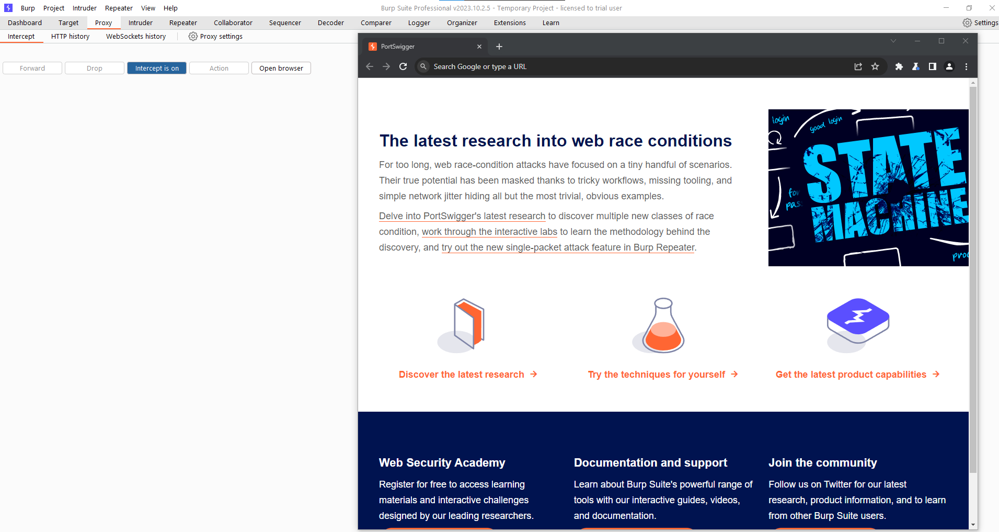 Burp Project Intruder Repeater View Help
Burp Suite Professional v2023.10.2.5 - Temporary Project - licensed to trial user
Dashboard Target Proxy Intruder Repeater Collaborator Sequencer Decoder Comparer Logger Organizer Extensions Learn Settings
Intercept HTTP history WebSockets history Proxy settings
Forward Drop Intercept is on Action Open browser
PortSwigger
Search Google or type a URL
The latest research into web race conditions
For too long, web race-condition attacks have focused on a tiny handful of scenarios.
Their true potential has been masked thanks to tricky workflows, missing tooling, and
simple network jitter hiding all but the most trivial, obvious examples.
Delve into PortSwigger's latest research to discover multiple new classes of race
condition, work through the interactive labs to learn the methodology behind the
discovery, and try out the new single-packet attack feature in Burp Repeater.
login
good login
STATE
MACHINE
for
Discover the latest research
Try the techniques for yourself
Get the latest product capabilities
Web Security Academy
Register for free to access learning
materials and interactive challenges
designed by our leading researchers.
Documentation and support
Learn about Burp Suite's powerful range of
tools with our interactive guides, videos,
and documentation.
Join the community
Follow us on Twitter for our latest
research, product information, and to learn
from other Burp Suite users.